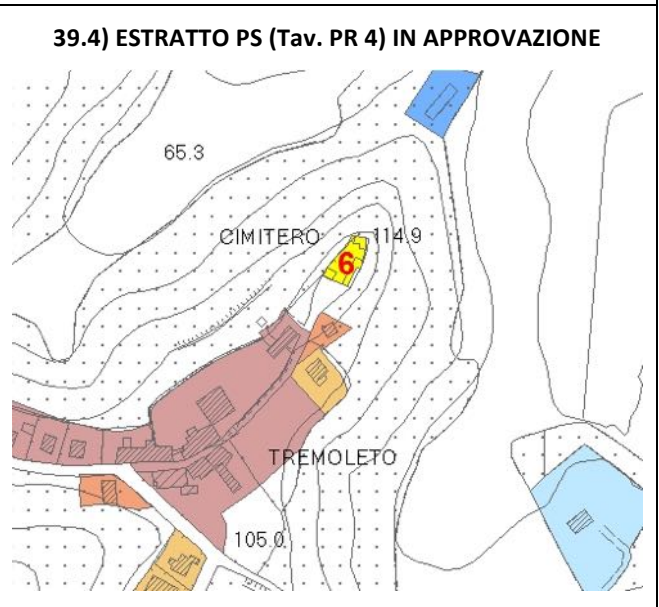 39.4) ESTRATTO PS (Tav. PR 4) IN APPROVAZIONE
65.3
CIMITERO 114.9
6
TREMOLETO
105.0